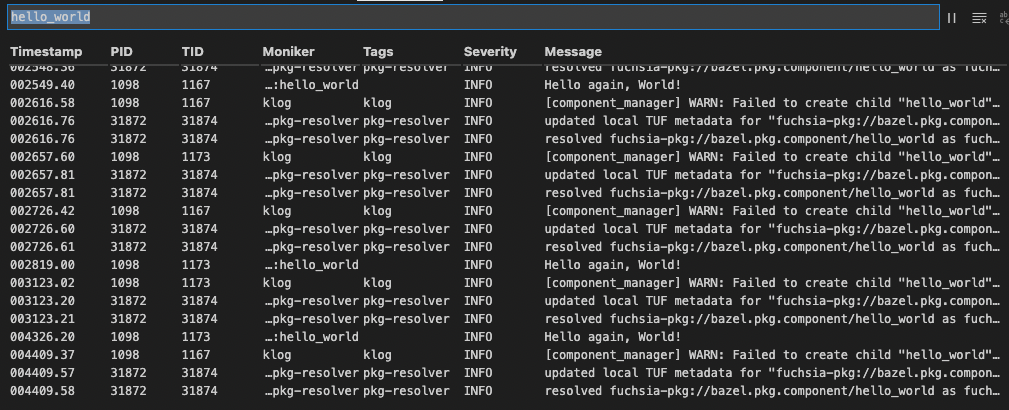 hello_world
Timestamp PID TID Moniker Tags Severity Message
002548.36 31872 31874 …pkg-resolver pkg-resolver INFO resolved fuchsia-pkg://bazel.pkg.component/hello_world as fuch…
002549.40 1098 1167 …:hello_world INFO Hello again, World!
002616.58 1098 1167 klog klog INFO [component_manager] WARN: Failed to create child "hello_world"…
002616.76 31872 31874 …pkg-resolver pkg-resolver INFO updated local TUF metadata for "fuchsia-pkg://bazel.pkg.compon…
002616.76 31872 31874 …pkg-resolver pkg-resolver INFO resolved fuchsia-pkg://bazel.pkg.component/hello_world as fuch…
002657.60 1098 1173 klog klog INFO [component_manager] WARN: Failed to create child "hello_world"…
002657.81 31872 31874 …pkg-resolver pkg-resolver INFO updated local TUF metadata for "fuchsia-pkg://bazel.pkg.compon…
002657.81 31872 31874 …pkg-resolver pkg-resolver INFO resolved fuchsia-pkg://bazel.pkg.component/hello_world as fuch…
002726.42 1098 1167 klog klog INFO [component_manager] WARN: Failed to create child "hello_world"…
002726.60 31872 31874 …pkg-resolver pkg-resolver INFO updated local TUF metadata for "fuchsia-pkg://bazel.pkg.compon…
002726.61 31872 31874 …pkg-resolver pkg-resolver INFO resolved fuchsia-pkg://bazel.pkg.component/hello_world as fuch…
002819.00 1098 1173 …:hello_world INFO Hello again, World!
003123.02 1098 1173 klog klog INFO [component_manager] WARN: Failed to create child "hello_world"…
003123.20 31872 31874 …pkg-resolver pkg-resolver INFO updated local TUF metadata for "fuchsia-pkg://bazel.pkg.compon…
003123.21 31872 31874 …pkg-resolver pkg-resolver INFO resolved fuchsia-pkg://bazel.pkg.component/hello_world as fuch…
004326.20 1098 1173 …:hello_world INFO Hello again, World!
004409.37 1098 1167 klog klog INFO [component_manager] WARN: Failed to create child "hello_world"…
004409.57 31872 31874 …pkg-resolver pkg-resolver INFO updated local TUF metadata for "fuchsia-pkg://bazel.pkg.compon…
004409.58 31872 31874 …pkg-resolver pkg-resolver INFO resolved fuchsia-pkg://bazel.pkg.component/hello_world as fuch…